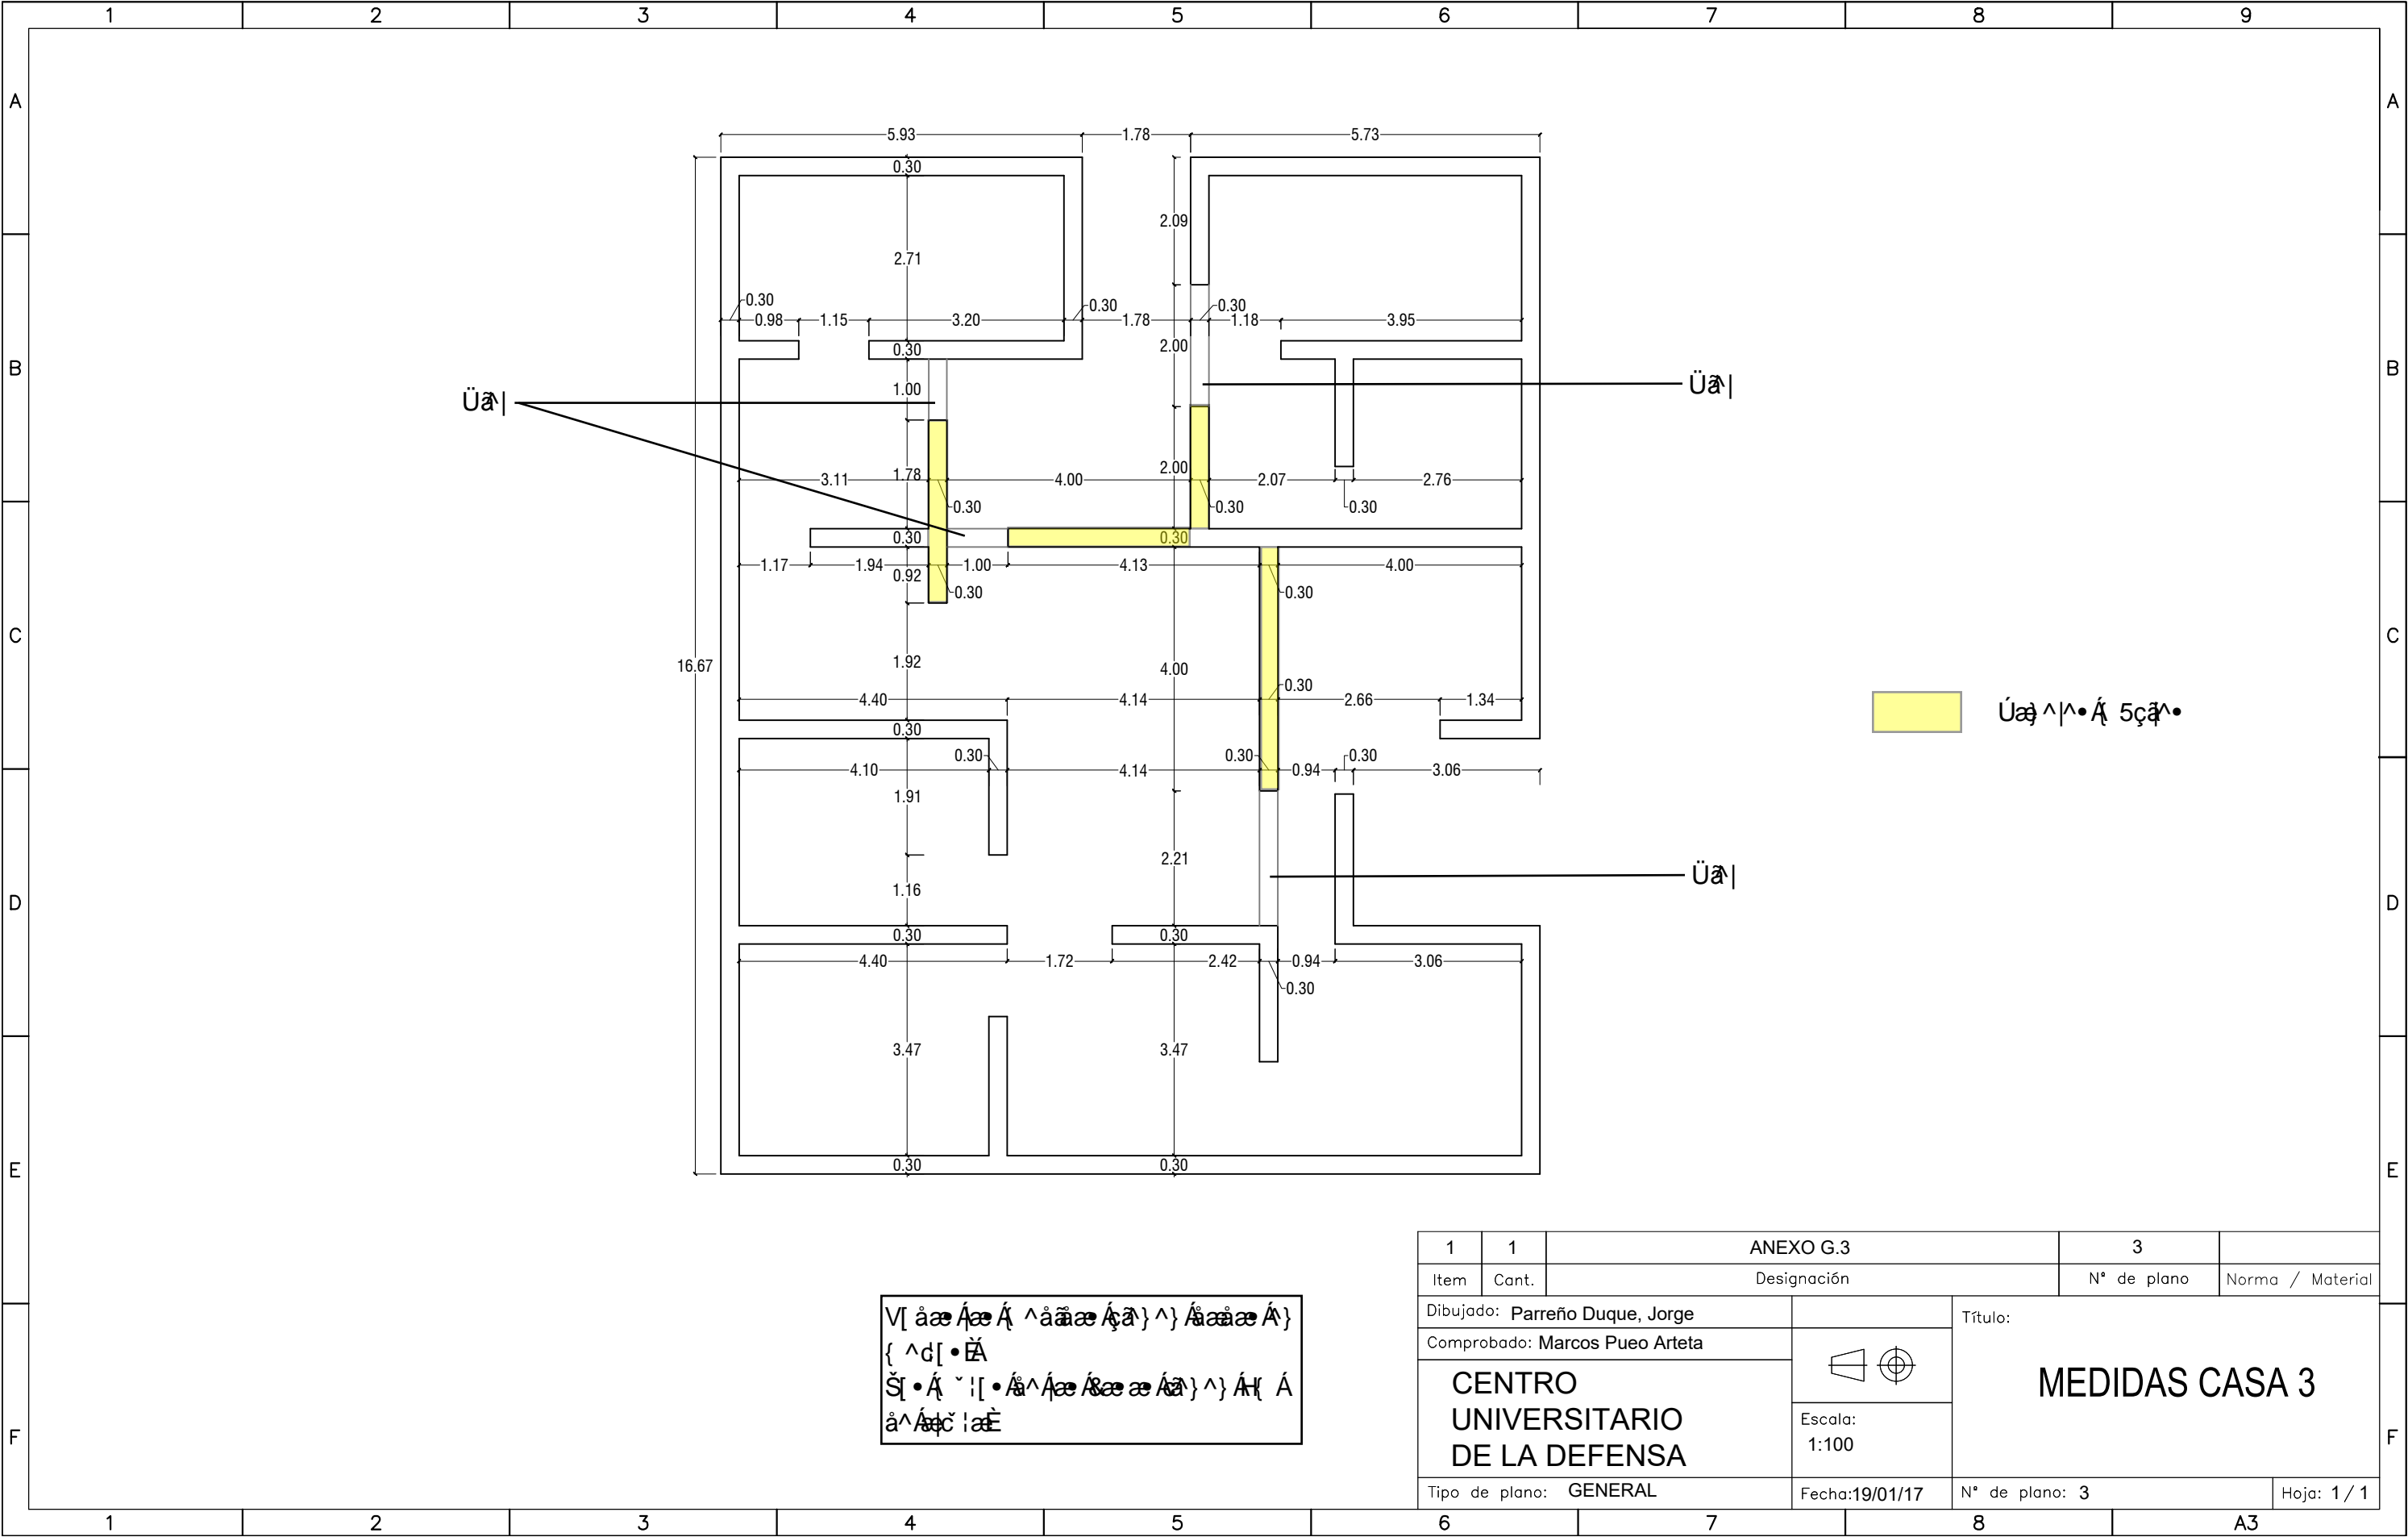 1 2 3 4 5 6 7 8 9
A A
B B
C C
D D
E E
F F
5.93 1.78 5.73
0.30
2.09
2.71
0.30 0.30 0.30
0.98 1.15 3.20 1.78 1.18 3.95
0.30 2.00
1.00
3.11 1.78 4.00 2.00 2.07 2.76
0.30 0.30 0.30
0.30 0.30
1.17 1.94 0.92 1.00 4.13 4.00
0.30 0.30
16.67 1.92 4.00
0.30
4.40 4.14 2.66 1.34
0.30
0.30 0.30 0.30
4.10 4.14 0.94 3.06
1.91
2.21
1.16
0.30 0.30
4.40 1.72 2.42 0.94 3.06
0.30
3.47 3.47
0.30 0.30
1 1 ANEXO G.3 3
Item Cant. Designación Nº de plano Norma / Material
Dibujado: Parreño Duque, Jorge
Comprobado: Marcos Pueo Arteta
CENTRO
UNIVERSITARIO
DE LA DEFENSA
Tipo de plano: GENERAL
Escala:
1:100
Fecha:19/01/17
Título:
MEDIDAS CASA 3
Nº de plano: 3
Hoja: 1 / 1
1 2 3 4 5 6 7 8 A3